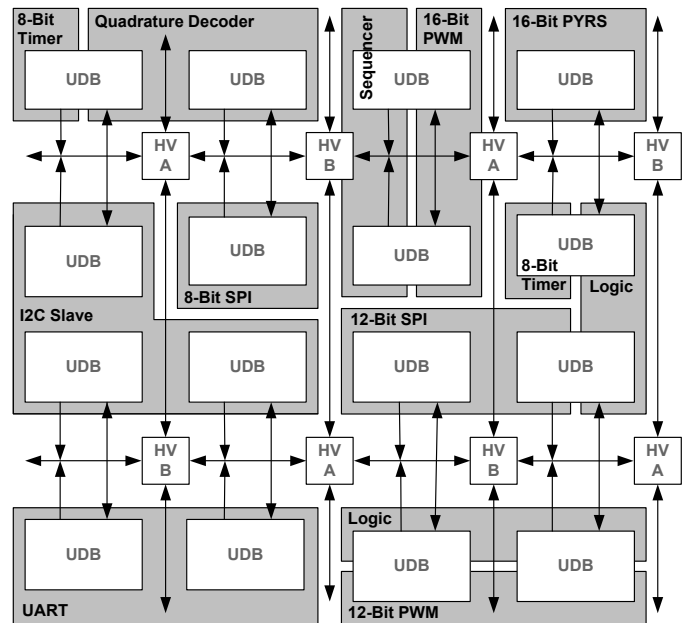 8-Bit
Timer
Quadrature Decoder
Sequencer
16-Bit
PWM
16-Bit PYRS
UDB
UDB
UDB
UDB
HV
A
HV
B
HV
A
HV
B
UDB
UDB
UDB
UDB
8-Bit SPI
8-Bit
Timer
Logic
I2C Slave
12-Bit SPI
UDB
UDB
UDB
UDB
HV
B
HV
A
HV
B
HV
A
Logic
UDB
UDB
UDB
UDB
UART
12-Bit PWM